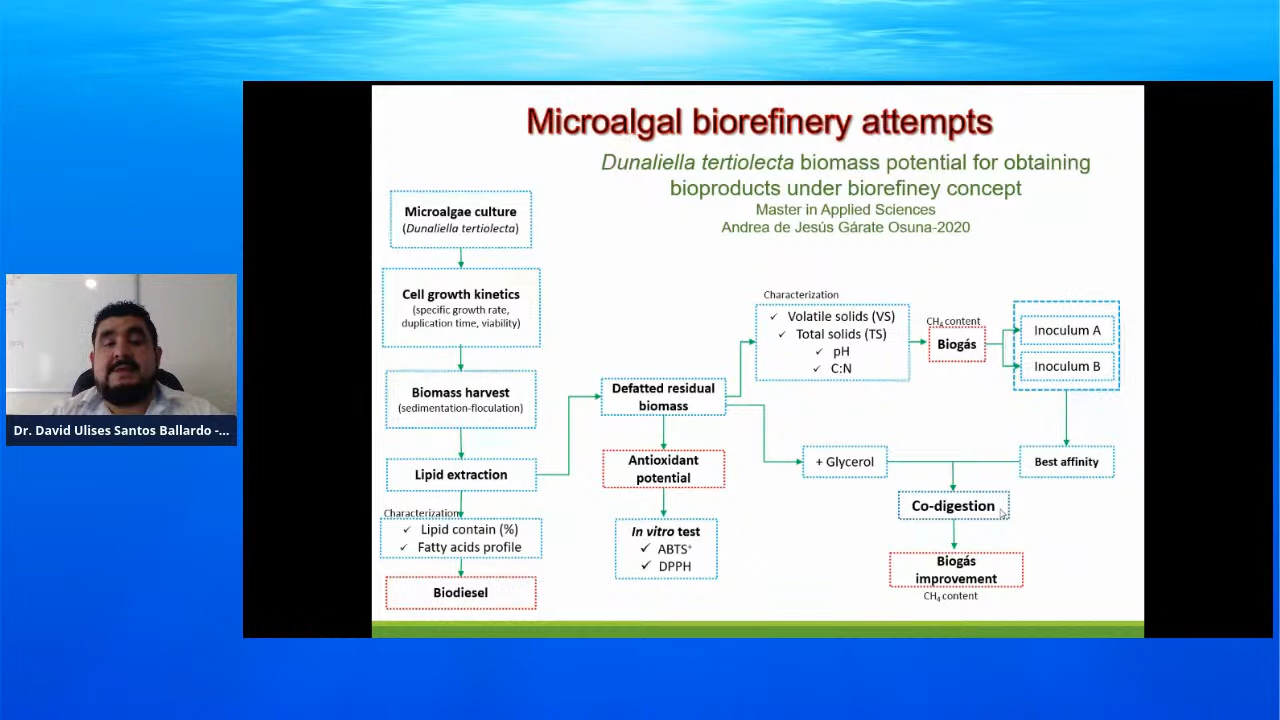 Microalgal biorefinery attempts
Dunaliella tertiolecta biomass potential for obtaining
bioproducts under biorefiney concept
Master in Applied Sciences
Andrea de Jesús Gárate Osuna-2020
Microalgae culture
(Dunaliella tertiolecta)
Cell growth kinetics
(specific growth rate,
duplication time, viability)
Biomass harvest
(sedimentation-floculation)
Lipid extraction
Characterization
✓ Lipid contain (%)
✓ Fatty acids profile
Biodiesel
Defatted residual
biomass
Antioxidant
potential
In vitro test
✓ ABTS⁺
✓ DPPH
Characterization
✓ Volatile solids (VS)
✓ Total solids (TS)
✓ pH
✓ C:N
CH₄ content
Biogás
Inoculum A
Inoculum B
+ Glycerol
Best affinity
Co-digestion
Biogás
improvement
CH₄ content
Dr. David Ulises Santos Ballardo -...